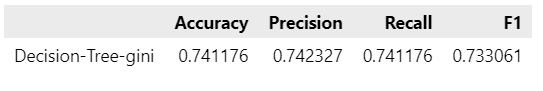 Accuracy Precision Recall F1
Decision-Tree-gini 0.741176 0.742327 0.741176 0.733061